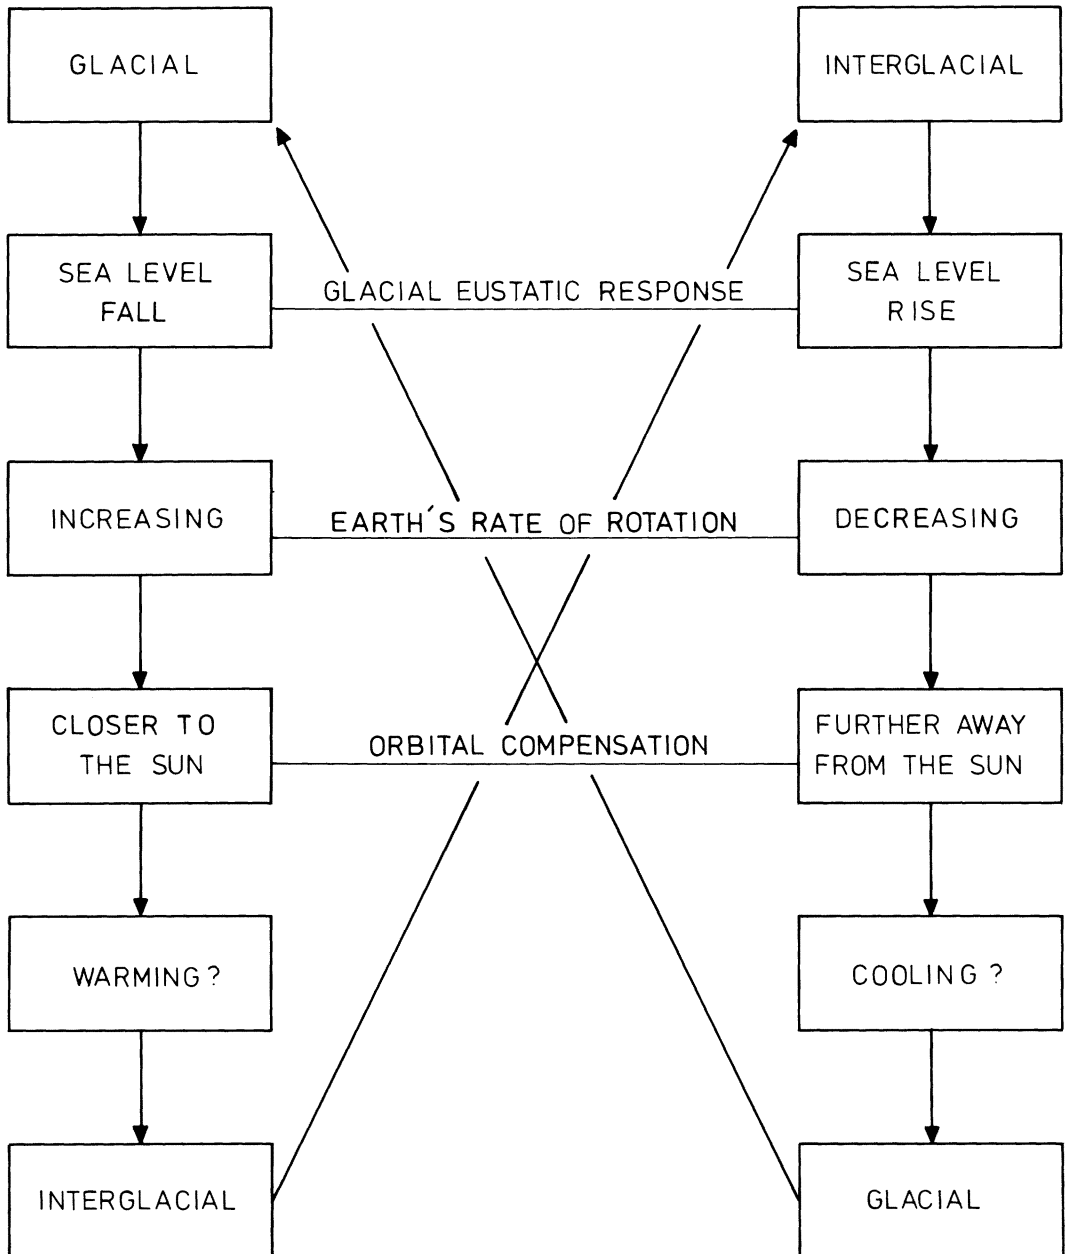 GLACIAL
INTERGLACIAL
SEA LEVEL
FALL
GLACIAL EUSTATIC RESPONSE
SEA LEVEL
RISE
INCREASING
EARTH'S RATE OF ROTATION
DECREASING
CLOSER TO
THE SUN
ORBITAL COMPENSATION
FURTHER AWAY
FROM THE SUN
WARMING?
COOLING?
INTERGLACIAL
GLACIAL